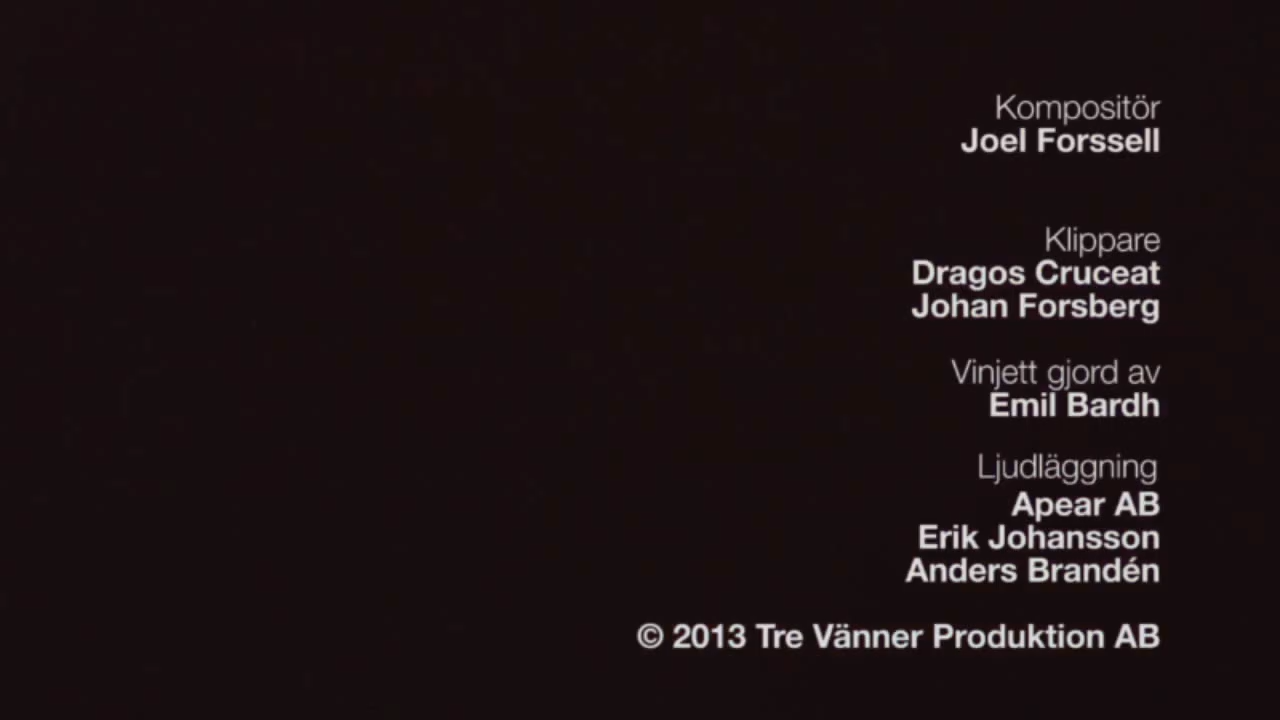 Kompositör
Joel Forssell
Klippare
Dragos Cruceat
Johan Forsberg
Vinjett gjord av
Emil Bardh
Ljudläggning
Apear AB
Erik Johansson
Anders Brandén
© 2013 Tre Vänner Produktion AB